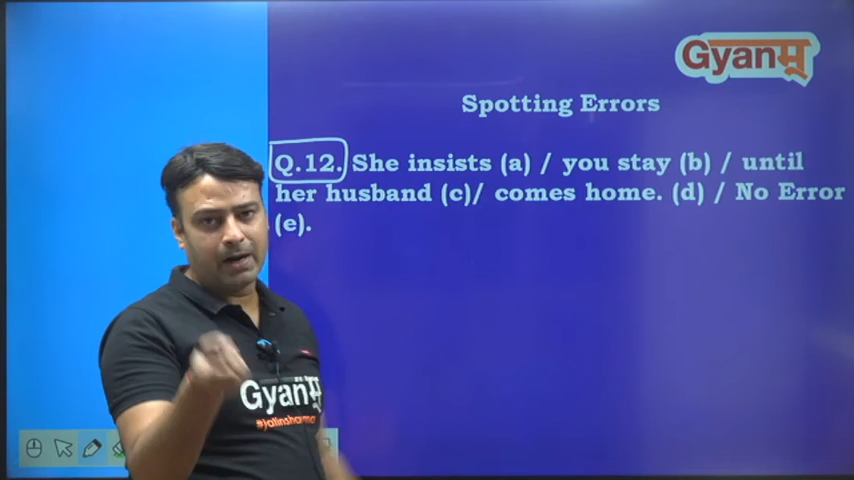 Gyanम्
Spotting Errors
Q.12. She insists (a) / you stay (b) / until
her husband (c)/ comes home. (d) / No Error
(e).
Gyanम्